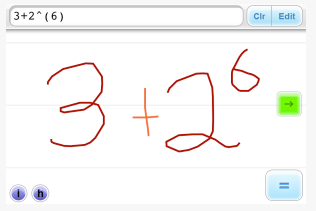 3+2^(6)
Clr Edit
3+2⁶
→
=
i h